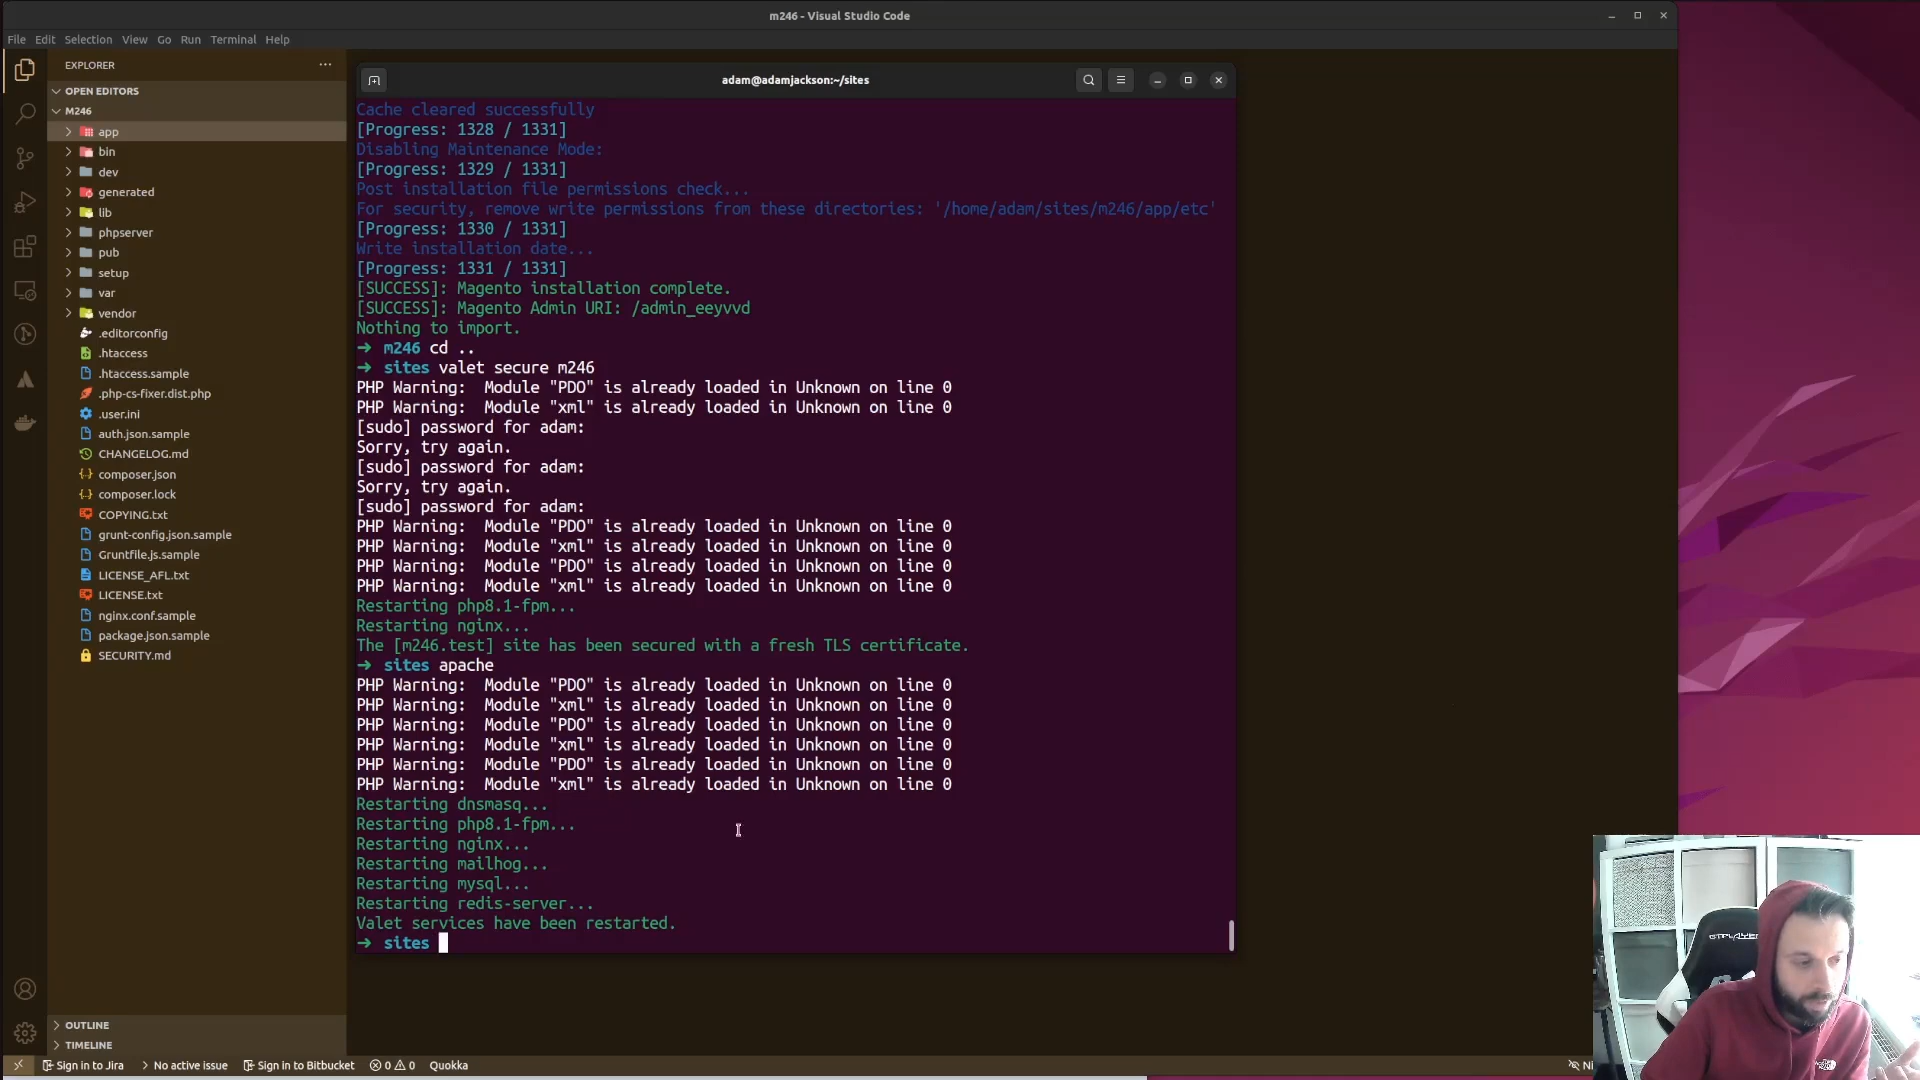 m246 - Visual Studio Code
File Edit Selection View Go Run Terminal Help
EXPLORER
OPEN EDITORS
M246
app
bin
dev
generated
lib
phpserver
pub
setup
var
vendor
.editorconfig
.htaccess
.htaccess.sample
.php-cs-fixer.dist.php
.user.ini
auth.json.sample
CHANGELOG.md
composer.json
composer.lock
COPYING.txt
grunt-config.json.sample
Gruntfile.js.sample
LICENSE_AFL.txt
LICENSE.txt
nginx.conf.sample
package.json.sample
SECURITY.md
OUTLINE
TIMELINE
adam@adamjackson:~/sites
Cache cleared successfully
[Progress: 1328 / 1331]
Disabling Maintenance Mode:
[Progress: 1329 / 1331]
Post installation file permissions check...
For security, remove write permissions from these directories: '/home/adam/sites/m246/app/etc'
[Progress: 1330 / 1331]
Write installation date...
[Progress: 1331 / 1331]
[SUCCESS]: Magento installation complete.
[SUCCESS]: Magento Admin URI: /admin_eeyvvd
Nothing to import.
→ m246 cd ..
→ sites valet secure m246
PHP Warning:  Module "PDO" is already loaded in Unknown on line 0
PHP Warning:  Module "xml" is already loaded in Unknown on line 0
[sudo] password for adam:
Sorry, try again.
[sudo] password for adam:
Sorry, try again.
[sudo] password for adam:
PHP Warning:  Module "PDO" is already loaded in Unknown on line 0
PHP Warning:  Module "xml" is already loaded in Unknown on line 0
PHP Warning:  Module "PDO" is already loaded in Unknown on line 0
PHP Warning:  Module "xml" is already loaded in Unknown on line 0
Restarting php8.1-fpm...
Restarting nginx...
The [m246.test] site has been secured with a fresh TLS certificate.
→ sites apache
PHP Warning:  Module "PDO" is already loaded in Unknown on line 0
PHP Warning:  Module "xml" is already loaded in Unknown on line 0
PHP Warning:  Module "PDO" is already loaded in Unknown on line 0
PHP Warning:  Module "xml" is already loaded in Unknown on line 0
PHP Warning:  Module "PDO" is already loaded in Unknown on line 0
PHP Warning:  Module "xml" is already loaded in Unknown on line 0
Restarting dnsmasq...
Restarting php8.1-fpm...
Restarting nginx...
Restarting mailhog...
Restarting mysql...
Restarting redis-server...
Valet services have been restarted.
→ sites
Sign in to Jira No active issue Sign in to Bitbucket 0 0 Quokka